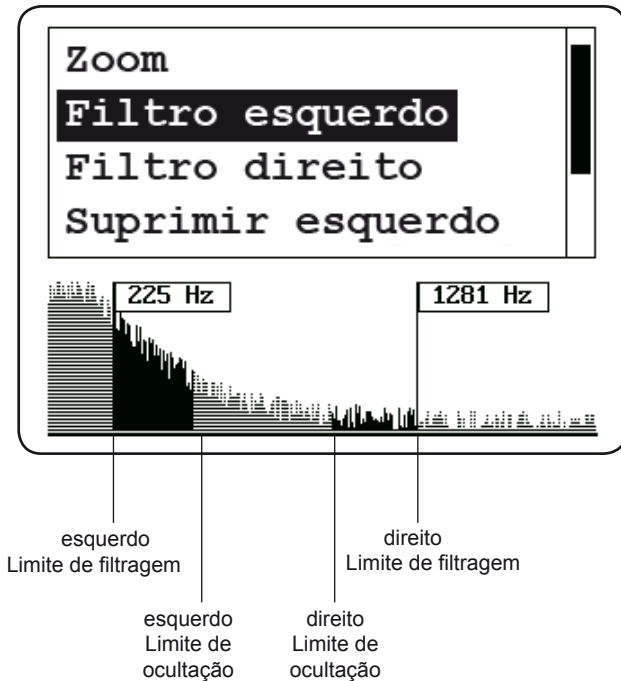 Zoom
Filtro esquerdo
Filtro direito
Suprimir esquerdo
225 Hz
1281 Hz
esquerdo
Limite de filtragem
direito
Limite de filtragem
esquerdo
Limite de
ocultação
direito
Limite de
ocultação